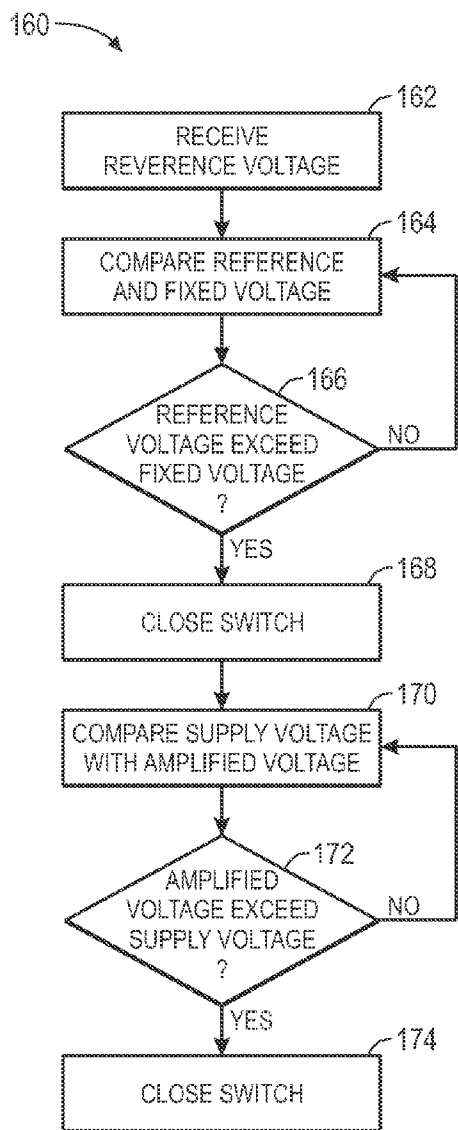 160
162
RECEIVE
REVERENCE VOLTAGE
164
COMPARE REFERENCE
AND FIXED VOLTAGE
166
REFERENCE
VOLTAGE EXCEED
FIXED VOLTAGE
?
NO
YES
168
CLOSE SWITCH
170
COMPARE SUPPLY VOLTAGE
WITH AMPLIFIED VOLTAGE
172
AMPLIFIED
VOLTAGE EXCEED
SUPPLY VOLTAGE
?
NO
YES
174
CLOSE SWITCH